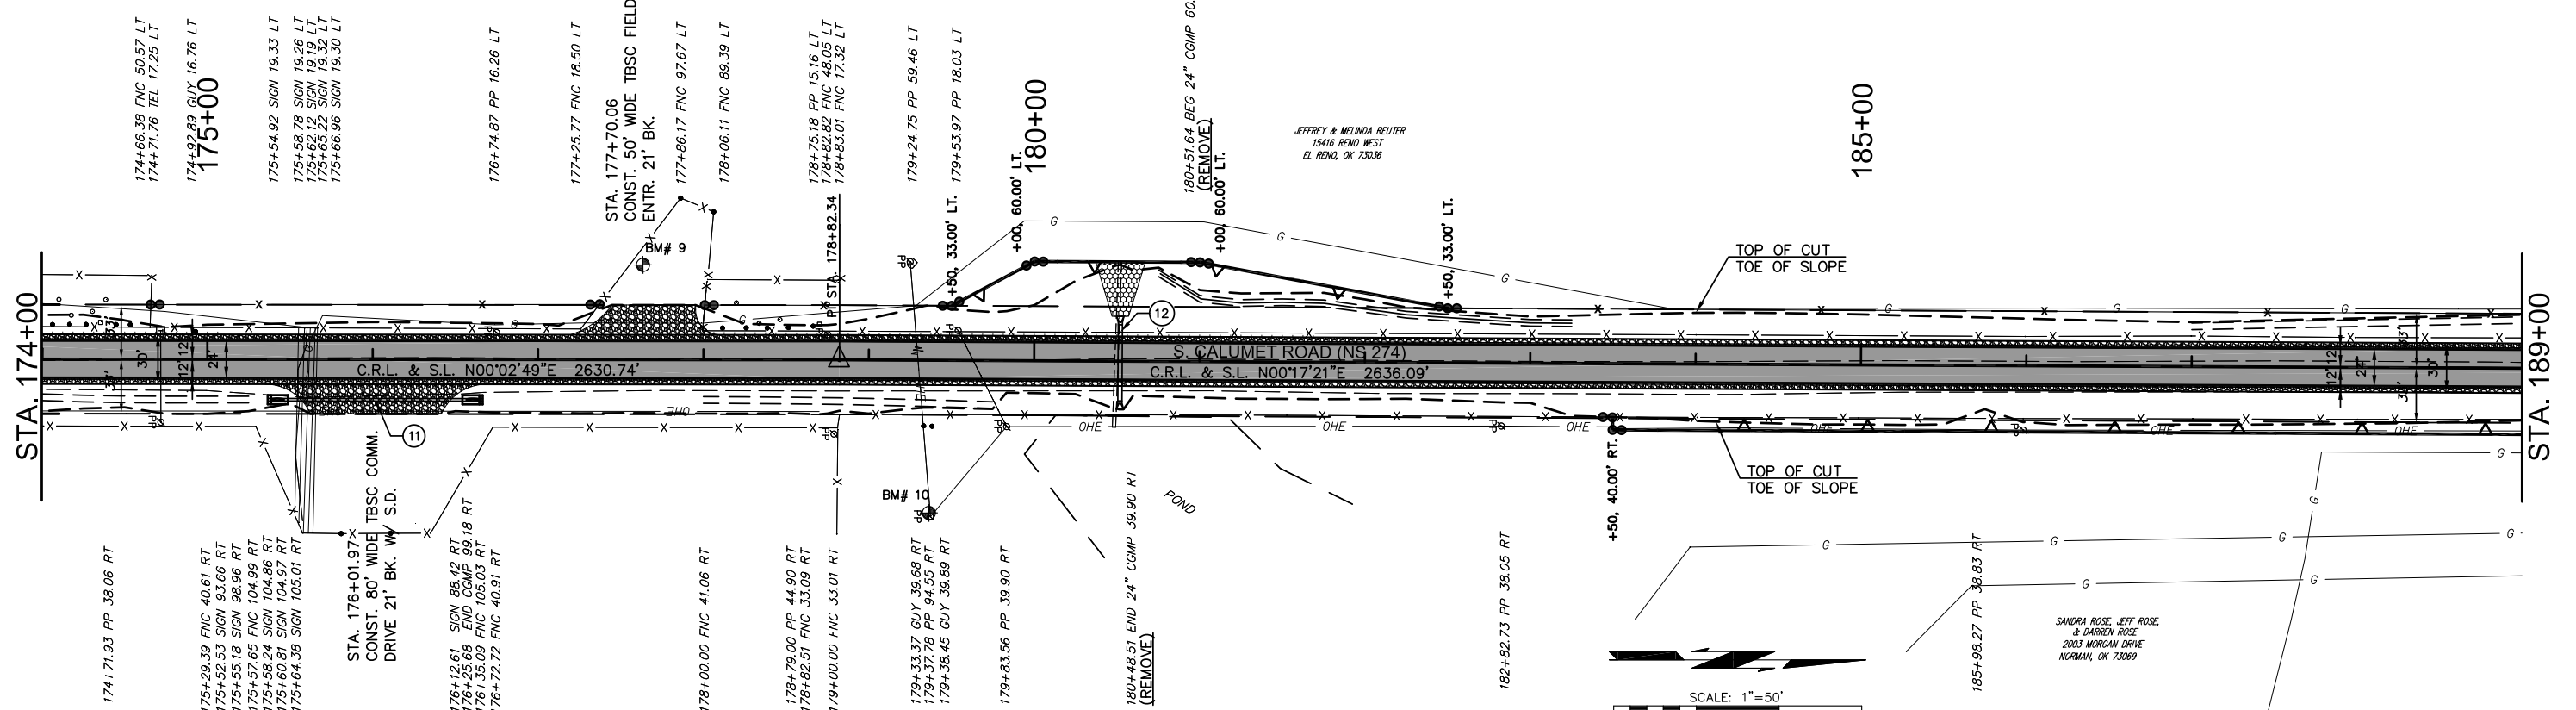 174+66.38 FNC 50.57 LT
174+71.76 TEL 17.25 LT
174+92.89 GUY 16.76 LT
175+00
175+54.92 SIGN 19.33 LT
175+58.78 SIGN 19.26 LT
175+62.12 SIGN 19.19 LT
175+65.22 SIGN 19.32 LT
175+66.96 SIGN 19.30 LT
176+74.87 PP 16.26 LT
177+25.77 FNC 18.50 LT
STA. 177+70.06
CONST. 50' WIDE TBSC FIELD
ENTR. 21' BK.
177+86.17 FNC 97.67 LT
178+06.11 FNC 89.39 LT
178+75.18 PP 15.16 LT
178+82.82 FNC 48.05 LT
178+83.01 FNC 17.32 LT
PI STA. 178+82.34
179+24.75 PP 59.46 LT
179+53.97 PP 18.03 LT
+50, 33.00' LT.
+00, 60.00' LT.
180+00
180+51.64 BEG 24" CGMP 60.
(REMOVE)
+00, 60.00' LT.
JEFFREY & MELINDA REUTER
15416 RENO WEST
EL RENO, OK 73036
+50, 33.00' LT.
185+00
TOP OF CUT
TOE OF SLOPE
BM# 9
STA. 174+00
STA. 189+00
33'
30'
12'
12'
24'
33'
12
S. CALUMET ROAD (NS 274)
C.R.L. & S.L. N00°02'49"E 2630.74'
C.R.L. & S.L. N00°17'21"E 2636.09'
12'
12'
24'
33'
33'
30'
11
OHE
OHE
OHE
OHE
OHE
OHE
STA. 176+01.97
CONST. 80' WIDE TBSC COMM.
DRIVE 21' BK. W/ S.D.
BM# 10
POND
+50, 40.00' RT.
TOP OF CUT
TOE OF SLOPE
174+71.93 PP 38.06 RT
175+29.39 FNC 40.61 RT
175+52.53 SIGN 93.66 RT
175+55.18 SIGN 98.96 RT
175+57.65 FNC 104.99 RT
175+58.24 SIGN 104.86 RT
175+60.81 SIGN 104.97 RT
175+64.38 SIGN 105.01 RT
176+12.61 SIGN 88.42 RT
176+25.68 END CGMP 99.18 RT
176+35.09 FNC 105.03 RT
176+72.72 FNC 40.91 RT
178+00.00 FNC 41.06 RT
178+79.00 PP 44.90 RT
178+82.51 FNC 33.09 RT
179+00.00 FNC 33.01 RT
179+33.37 GUY 39.68 RT
179+37.78 PP 94.55 RT
179+38.45 GUY 39.89 RT
179+83.56 PP 39.90 RT
180+48.51 END 24" CGMP 39.90 RT
(REMOVE)
182+82.73 PP 38.05 RT
185+98.27 PP 38.83 RT
SANDRA ROSE, JEFF ROSE,
& DARREN ROSE
2003 MORGAN DRIVE
NORMAN, OK 73069
SCALE: 1"=50'